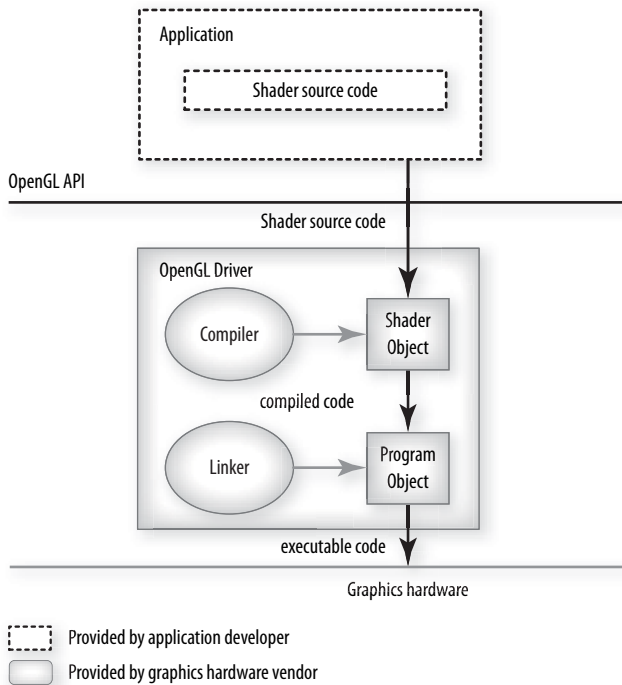 Application
Shader source code
OpenGL API
Shader source code
OpenGL Driver
Compiler
Shader
Object
compiled code
Linker
Program
Object
executable code
Graphics hardware
Provided by application developer
Provided by graphics hardware vendor